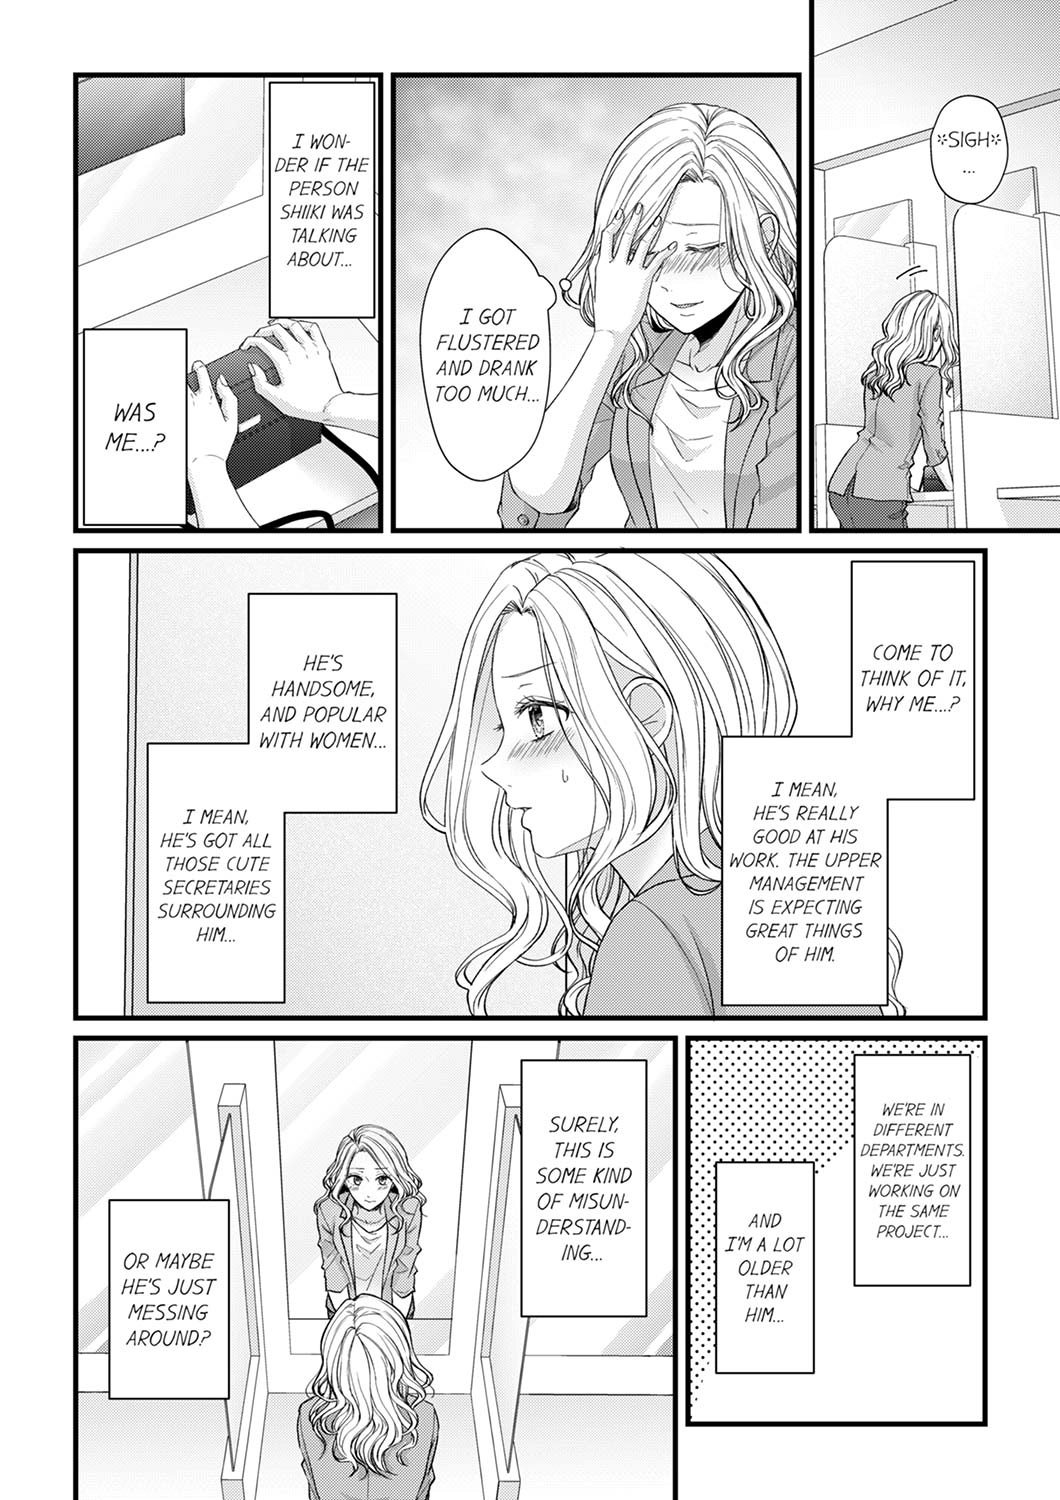 *SIGH*
...
I GOT
FLUSTERED
AND DRANK
TOO MUCH...
I WON-
DER IF THE
PERSON
SHIIKI WAS
TALKING
ABOUT...
WAS
ME....?
COME TO
THINK OF IT,
WHY ME....?
I MEAN,
HE'S REALLY
GOOD AT HIS
WORK. THE UPPER
MANAGEMENT
IS EXPECTING
GREAT THINGS
OF HIM.
HE'S
HANDSOME,
AND POPULAR
WITH WOMEN...
I MEAN,
HE'S GOT ALL
THOSE CUTE
SECRETARIES
SURROUNDING
HIM...
WE'RE IN
DIFFERENT
DEPARTMENTS.
WE'RE JUST
WORKING ON
THE SAME
PROJECT...
AND
I'M A LOT
OLDER
THAN
HIM...
SURELY,
THIS IS
SOME KIND
OF MISUN-
DERSTAND-
ING...
OR MAYBE
HE'S JUST
MESSING
AROUND?